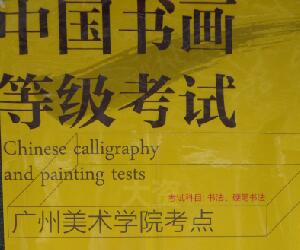 中国书画
等级考试
Chinese calligraphy
and painting tests
考试科目: 书法、硬笔书法
广州美术学院考点